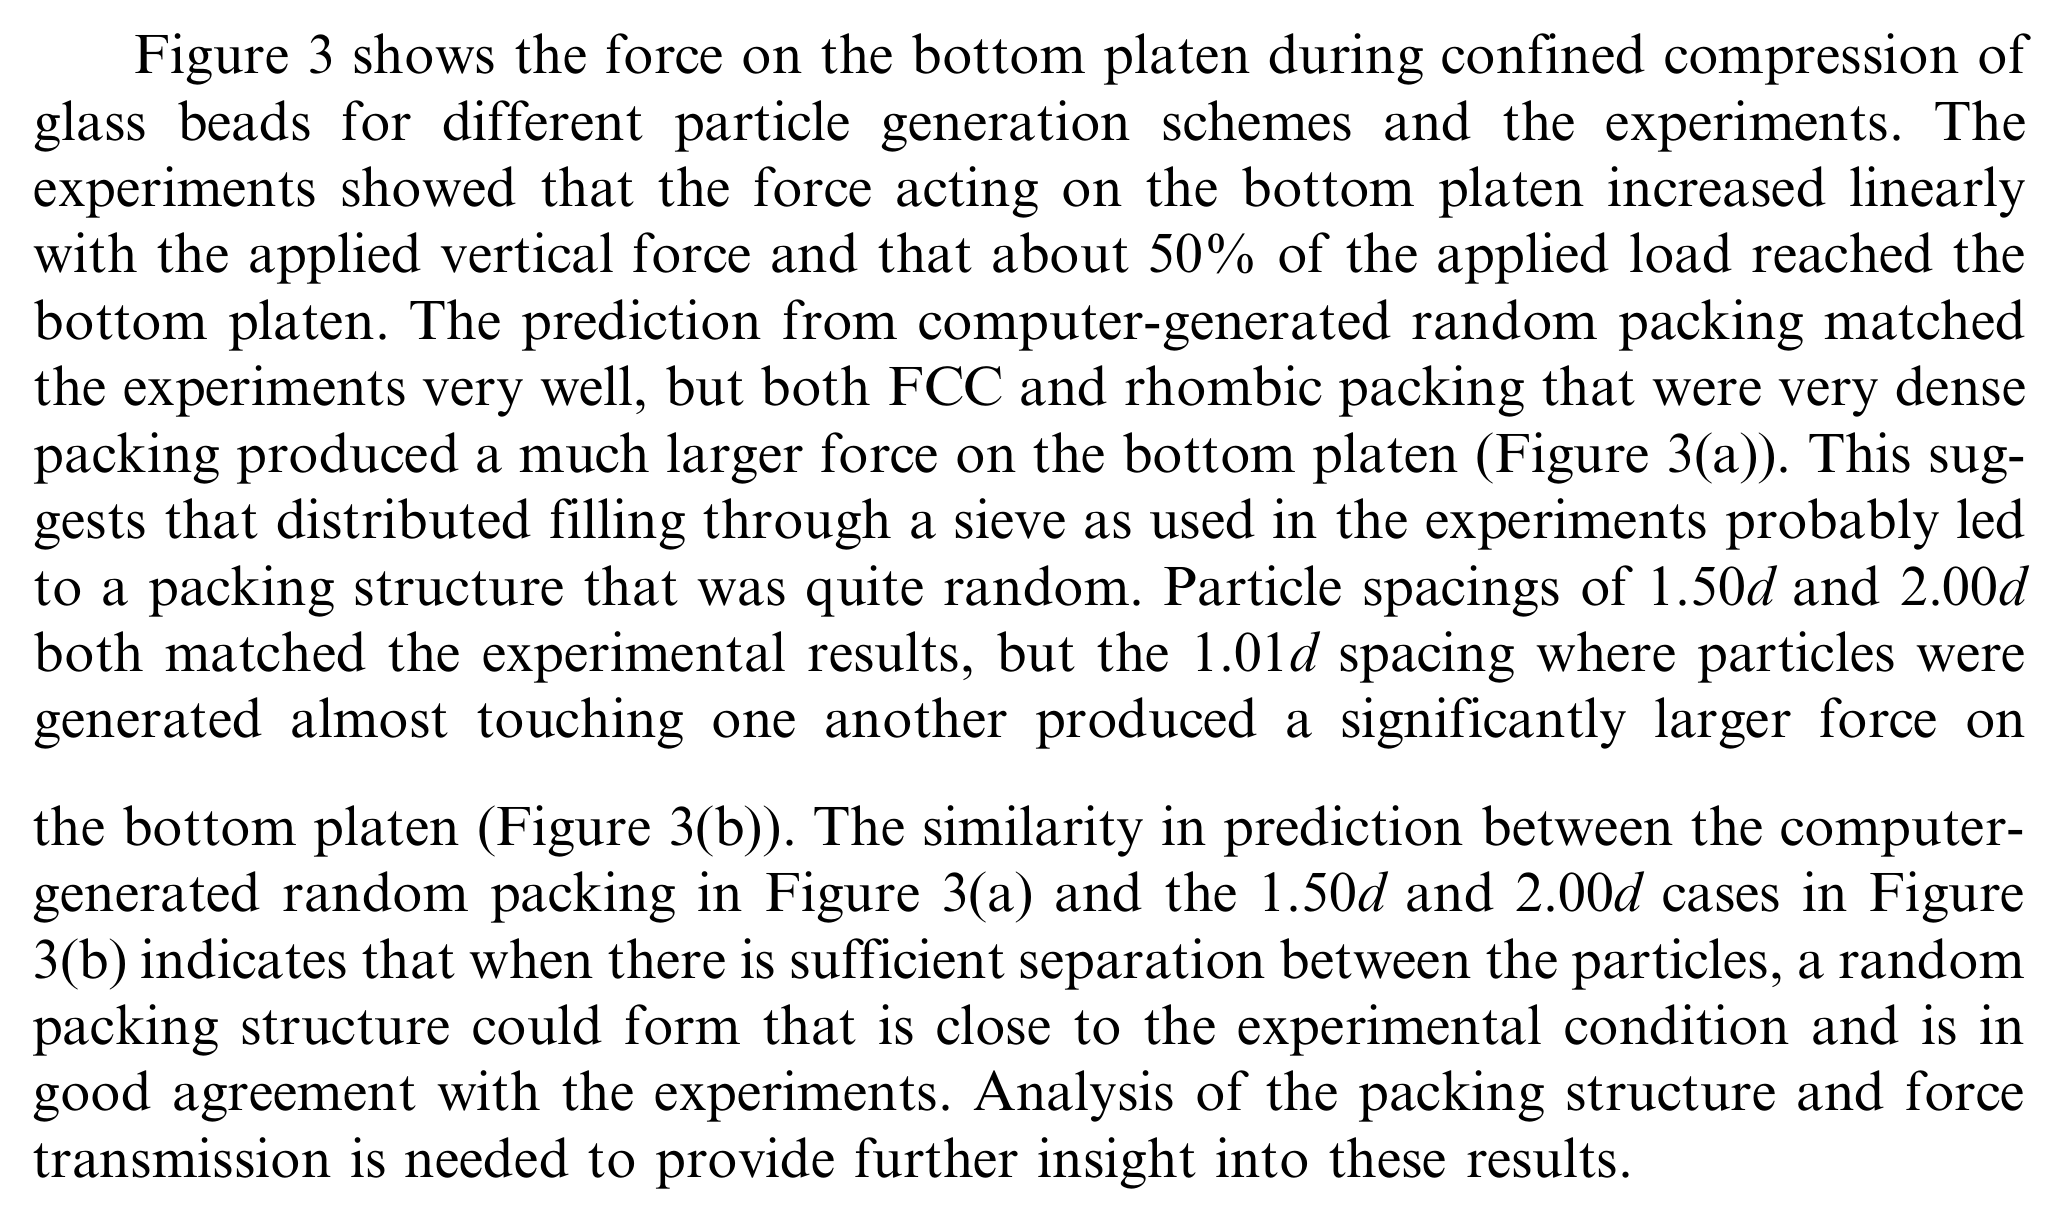 Figure 3 shows the force on the bottom platen during confined compression of
glass beads for different particle generation schemes and the experiments. The
experiments showed that the force acting on the bottom platen increased linearly
with the applied vertical force and that about 50% of the applied load reached the
bottom platen. The prediction from computer-generated random packing matched
the experiments very well, but both FCC and rhombic packing that were very dense
packing produced a much larger force on the bottom platen (Figure 3(a)). This sug-
gests that distributed filling through a sieve as used in the experiments probably led
to a packing structure that was quite random. Particle spacings of 1.50d and 2.00d
both matched the experimental results, but the 1.01d spacing where particles were
generated almost touching one another produced a significantly larger force on
the bottom platen (Figure 3(b)). The similarity in prediction between the computer-
generated random packing in Figure 3(a) and the 1.50d and 2.00d cases in Figure
3(b) indicates that when there is sufficient separation between the particles, a random
packing structure could form that is close to the experimental condition and is in
good agreement with the experiments. Analysis of the packing structure and force
transmission is needed to provide further insight into these results.